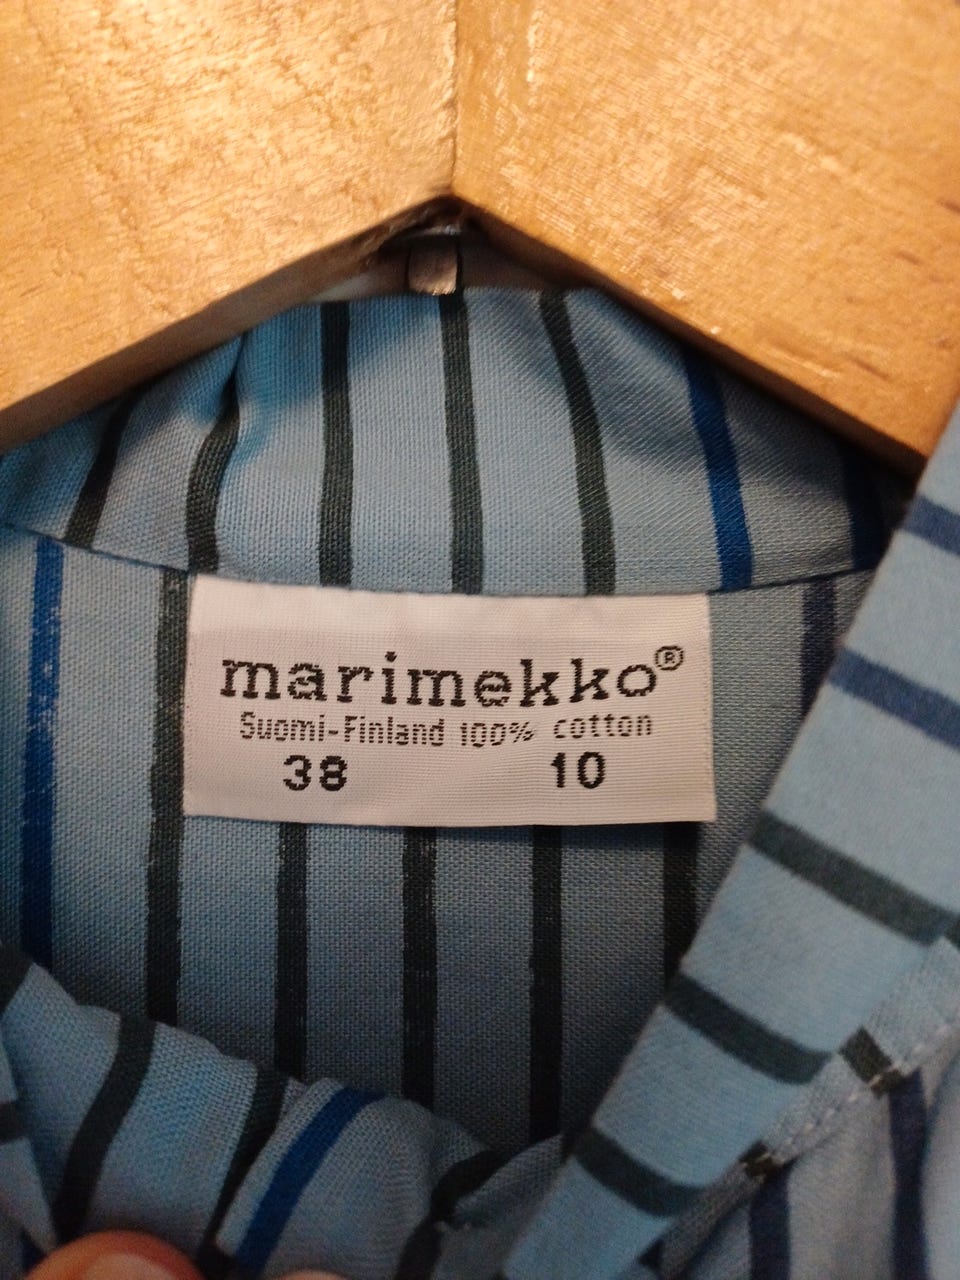 marimekko®
Suomi-Finland 100% cotton
38 10